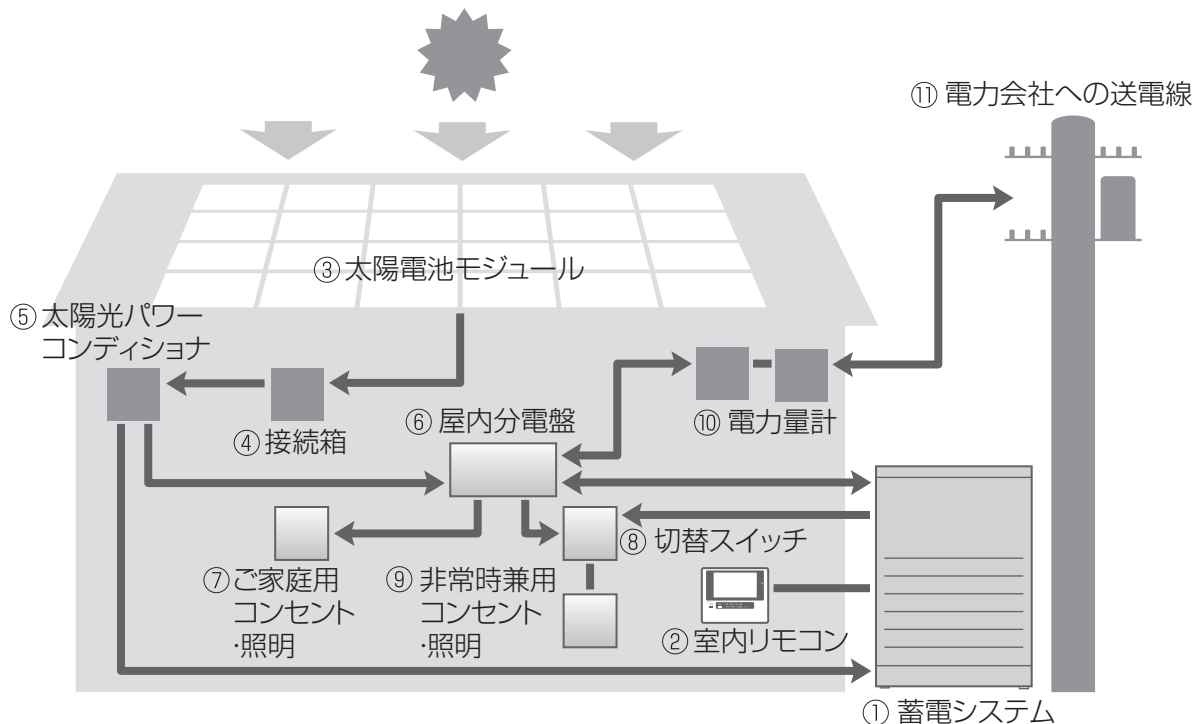 ⑪ 電力会社への送電線
③ 太陽電池モジュール
⑤ 太陽光パワー
コンディショナ
④ 接続箱
⑥ 屋内分電盤
⑩ 電力量計
⑧ 切替スイッチ
⑦ ご家庭用
コンセント
・照明
⑨ 非常時兼用
コンセント
・照明
② 室内リモコン
① 蓄電システム